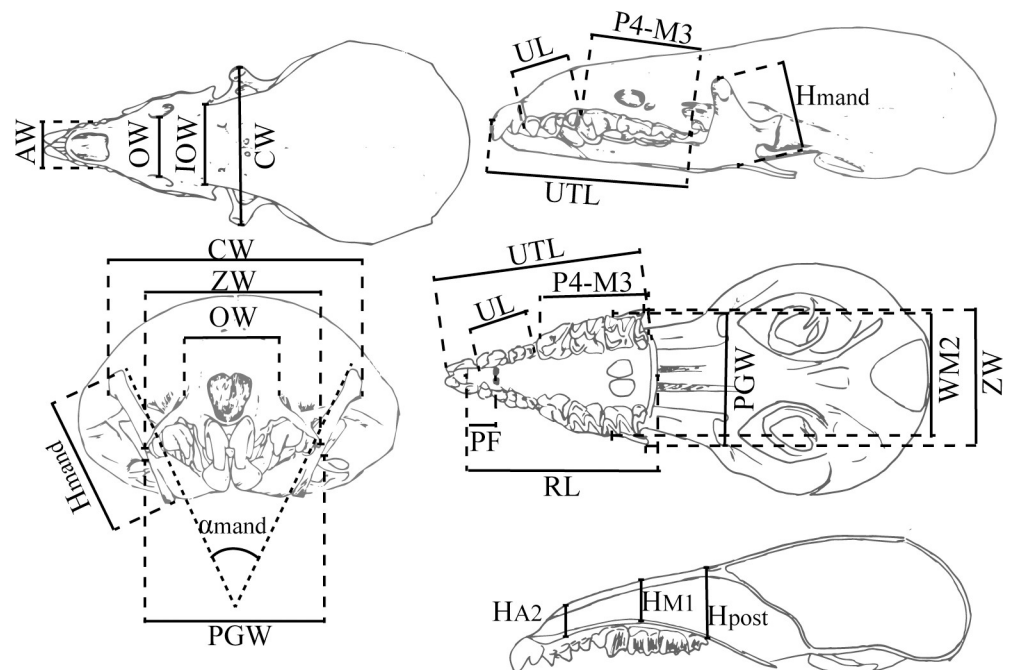 AW
OW
IOW
CW
UL
P4-M3
Hmand
UTL
CW
ZW
OW
Hmand
αmand
PGW
UTL
P4-M3
UL
PF
RL
PGW
WM2
ZW
HA2
HM1
Hpost